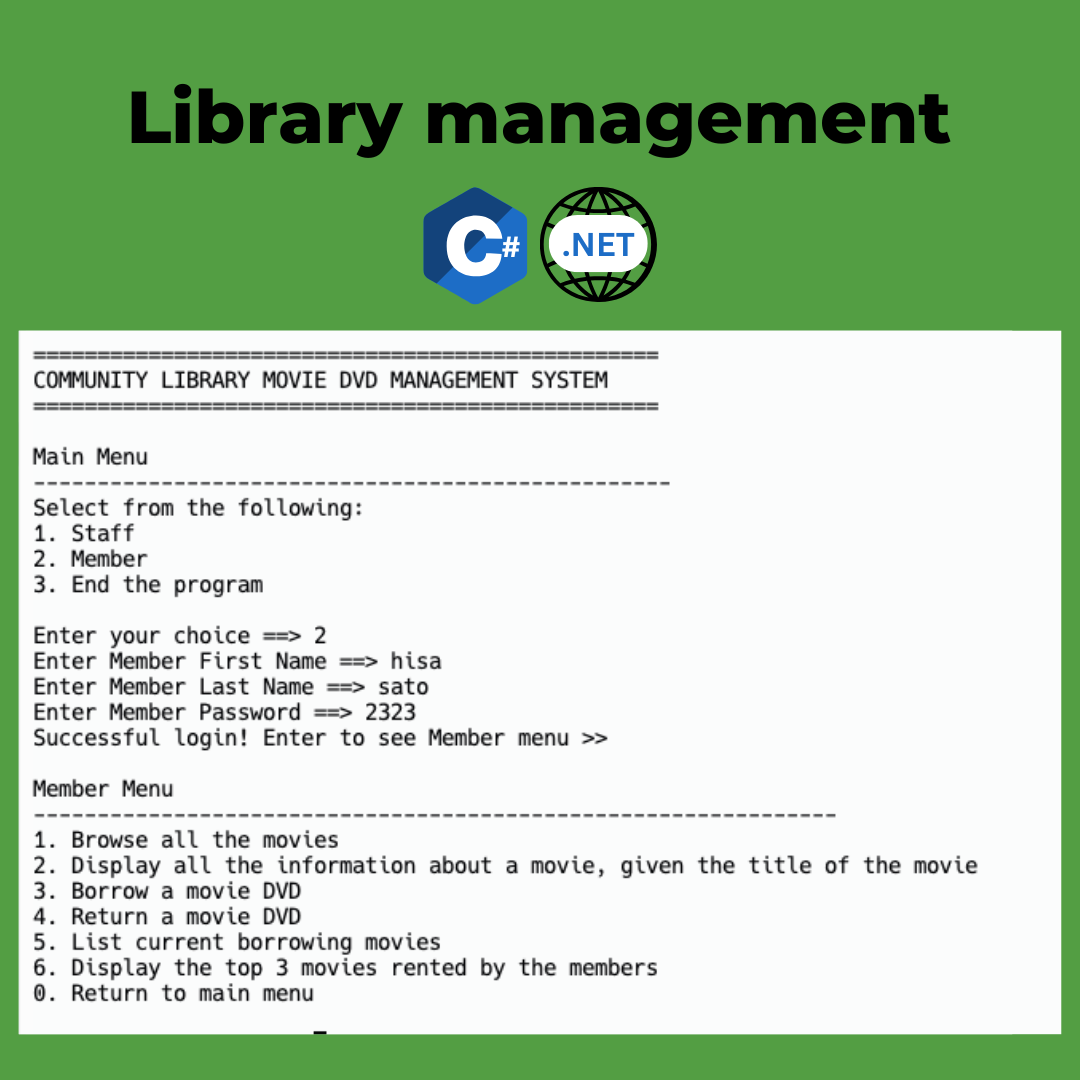 Library management
C#
.NET
=================================================
COMMUNITY LIBRARY MOVIE DVD MANAGEMENT SYSTEM
=================================================
Main Menu
--------------------------------------------------
Select from the following:
1. Staff
2. Member
3. End the program
Enter your choice ==> 2
Enter Member First Name ==> hisa
Enter Member Last Name ==> sato
Enter Member Password ==> 2323
Successful login! Enter to see Member menu >>
Member Menu
---------------------------------------------------------------
1. Browse all the movies
2. Display all the information about a movie, given the title of the movie
3. Borrow a movie DVD
4. Return a movie DVD
5. List current borrowing movies
6. Display the top 3 movies rented by the members
0. Return to main menu